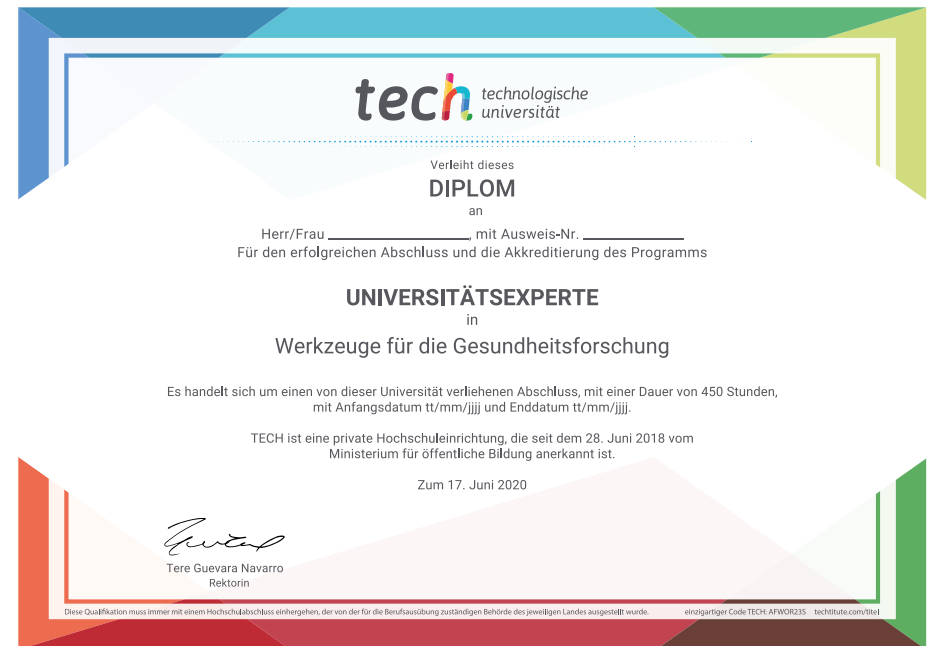 tech technologische
universität
Verleiht dieses
DIPLOM
an
Herr/Frau ____________________, mit Ausweis-Nr. ______________
Für den erfolgreichen Abschluss und die Akkreditierung des Programms
UNIVERSITÄTSEXPERTE
in
Werkzeuge für die Gesundheitsforschung
Es handelt sich um einen von dieser Universität verliehenen Abschluss, mit einer Dauer von 450 Stunden,
mit Anfangsdatum tt/mm/jjjj und Enddatum tt/mm/jjjj.
TECH ist eine private Hochschuleinrichtung, die seit dem 28. Juni 2018 vom
Ministerium für öffentliche Bildung anerkannt ist.
Zum 17. Juni 2020
Tere Guevara Navarro
Rektorin
Diese Qualifikation muss immer mit einem Hochschulabschluss einhergehen, der von der für die Berufsausübung zuständigen Behörde des jeweiligen Landes ausgestellt wurde. einzigartiger Code TECH: AFWOR23S techtitute.com/titel